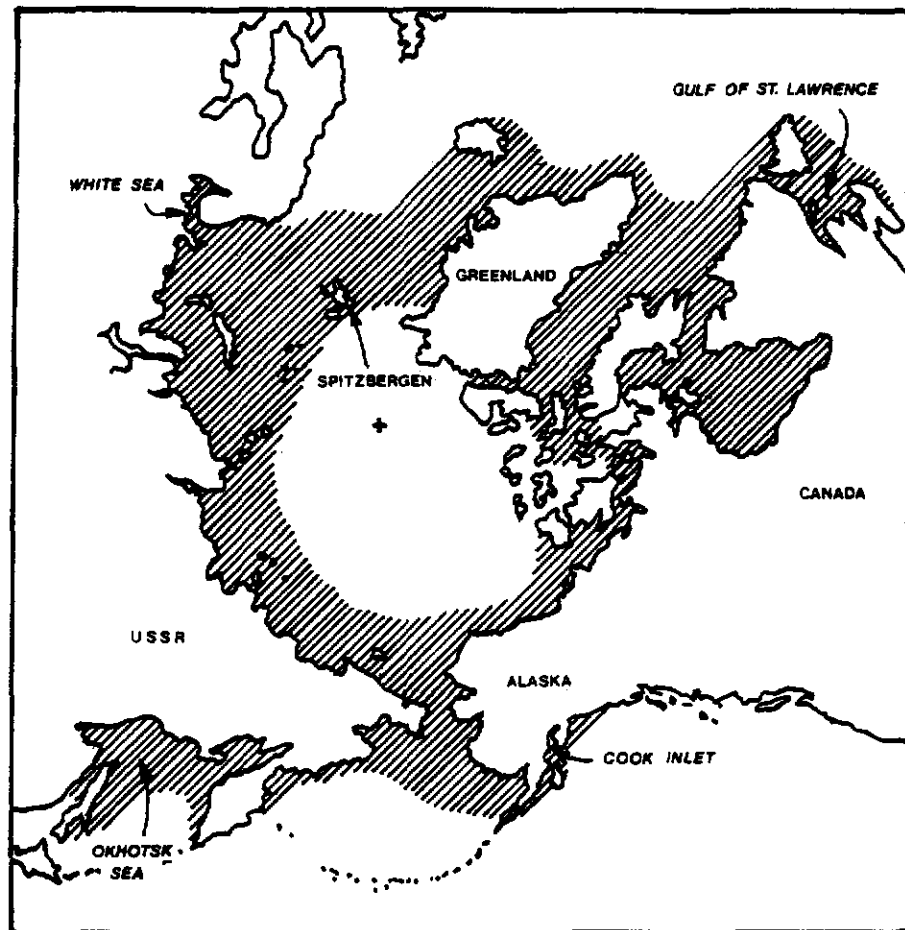 GULF OF ST. LAWRENCE
WHITE SEA
GREENLAND
SPITZBERGEN
CANADA
USSR
ALASKA
COOK INLET
OKHOTSK
SEA